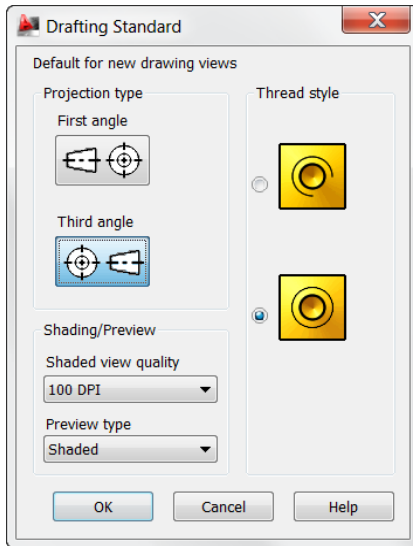 Drafting Standard
Default for new drawing views
Projection type
First angle
Third angle
Thread style
Shading/Preview
Shaded view quality
100 DPI
Preview type
Shaded
OK
Cancel
Help